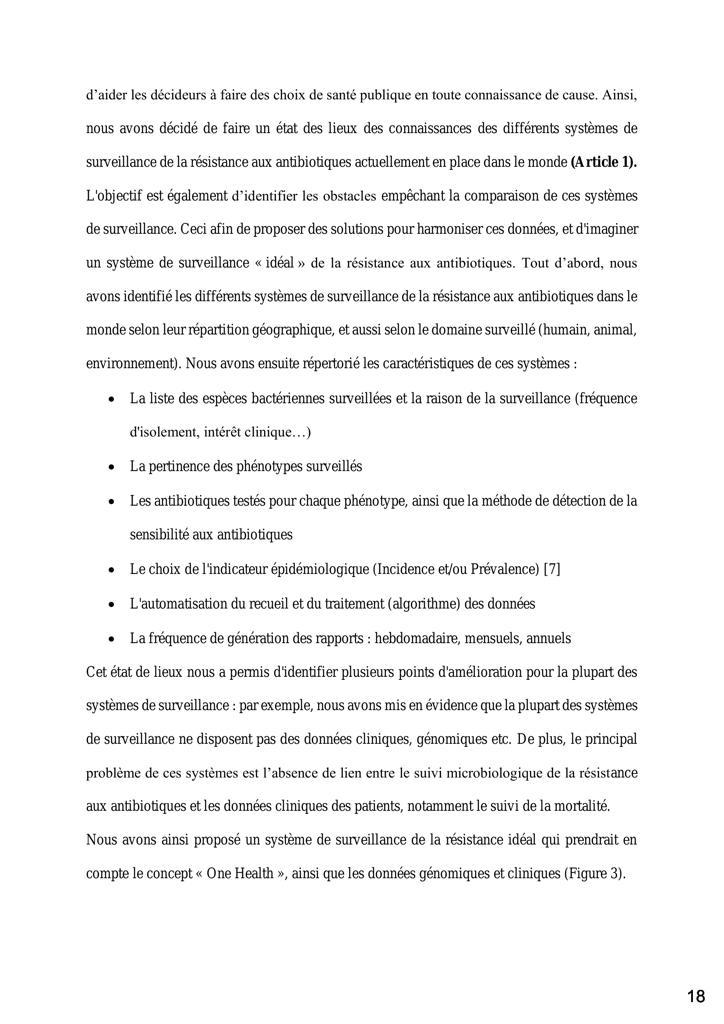 d’aider les décideurs à faire des choix de santé publique en toute connaissance de cause. Ainsi,
nous avons décidé de faire un état des lieux des connaissances des différents systèmes de
surveillance de la résistance aux antibiotiques actuellement en place dans le monde (Article 1).
L'objectif est également d’identifier les obstacles empêchant la comparaison de ces systèmes
de surveillance. Ceci afin de proposer des solutions pour harmoniser ces données, et d'imaginer
un système de surveillance « idéal » de la résistance aux antibiotiques. Tout d’abord, nous
avons identifié les différents systèmes de surveillance de la résistance aux antibiotiques dans le
monde selon leur répartition géographique, et aussi selon le domaine surveillé (humain, animal,
environnement). Nous avons ensuite répertorié les caractéristiques de ces systèmes :
• La liste des espèces bactériennes surveillées et la raison de la surveillance (fréquence
d'isolement, intérêt clinique…)
• La pertinence des phénotypes surveillés
• Les antibiotiques testés pour chaque phénotype, ainsi que la méthode de détection de la
sensibilité aux antibiotiques
• Le choix de l'indicateur épidémiologique (Incidence et/ou Prévalence) [7]
• L'automatisation du recueil et du traitement (algorithme) des données
• La fréquence de génération des rapports : hebdomadaire, mensuels, annuels
Cet état de lieux nous a permis d'identifier plusieurs points d'amélioration pour la plupart des
systèmes de surveillance : par exemple, nous avons mis en évidence que la plupart des systèmes
de surveillance ne disposent pas des données cliniques, génomiques etc. De plus, le principal
problème de ces systèmes est l’absence de lien entre le suivi microbiologique de la résistance
aux antibiotiques et les données cliniques des patients, notamment le suivi de la mortalité.
Nous avons ainsi proposé un système de surveillance de la résistance idéal qui prendrait en
compte le concept « One Health », ainsi que les données génomiques et cliniques (Figure 3).
18